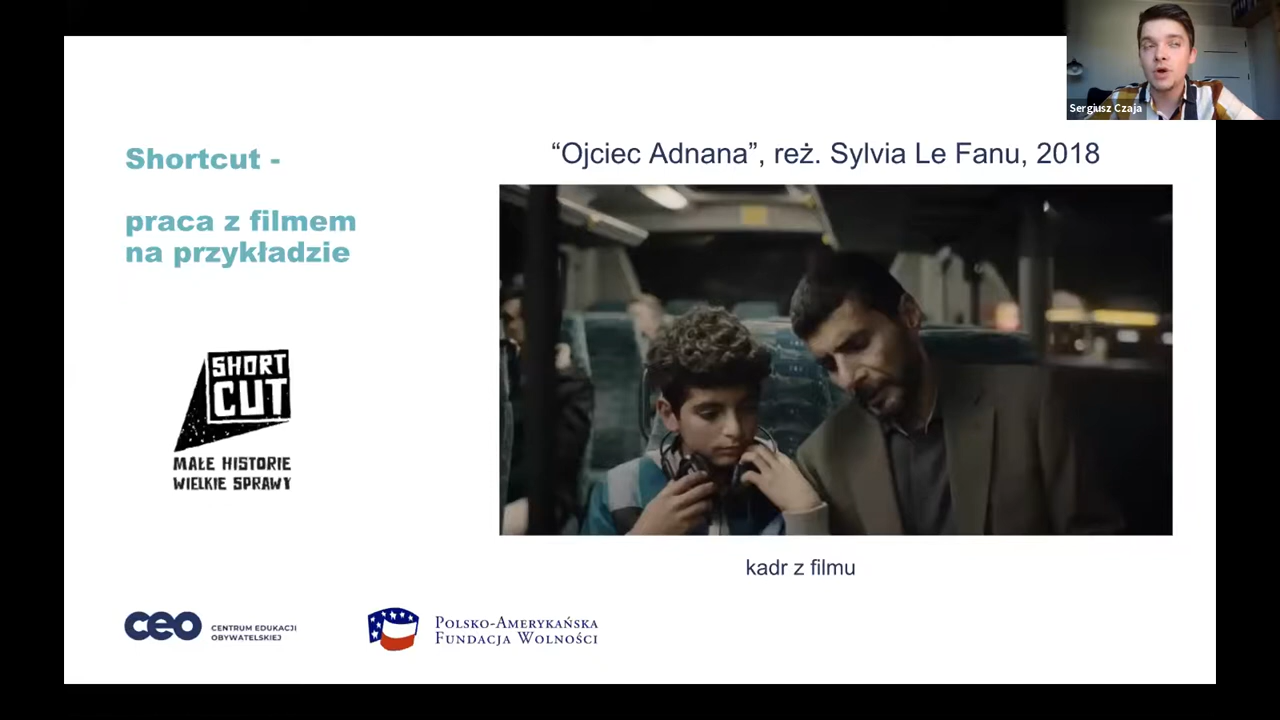 Sergiusz Czaja
Shortcut -
praca z filmem
na przykładzie
“Ojciec Adnana”, reż. Sylvia Le Fanu, 2018
SHORT
CUT
MAŁE HISTORIE
WIELKIE SPRAWY
kadr z filmu
ceo CENTRUM EDUKACJI
OBYWATELSKIEJ
POLSKO-AMERYKAŃSKA
FUNDACJA WOLNOŚCI